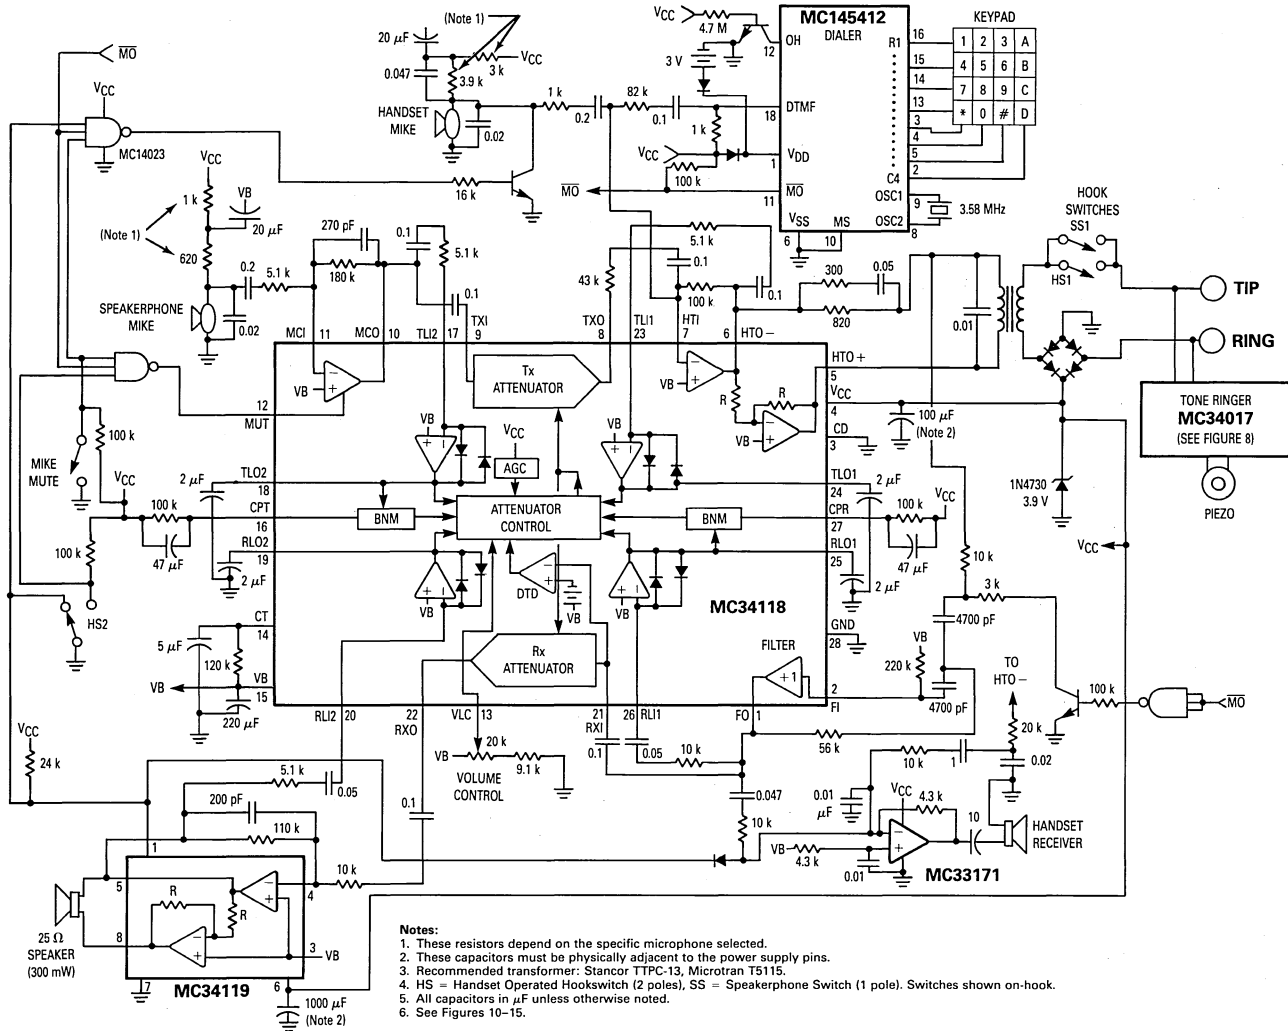 (Note 1)
20 µF
VCC
3 k
3.9 k
0.047
HANDSET
MIKE
0.02
VCC
4.7 M
3 V
MC145412
DIALER
12 OH
R1 16
15
14
13
3
4
5
C4 2
OSC1
9
OSC2
8
3.58 MHz
KEYPAD
1 2 3 A
4 5 6 B
7 8 9 C
* 0 # D
DTMF
18
VDD
1
MO
11
VSS
6
MS
10
MO
VCC
MC14023
1 k
0.2
82 k
0.1
1 k
VCC
100 k
MO
16 k
VCC
1 k
VB
20 µF
(Note 1)
620
0.2
5.1 k
SPEAKERPHONE
MIKE
0.02
270 pF
180 k
0.1
5.1 k
0.1
43 k
5.1 k
0.1
100 k
0.1
300
0.05
820
0.01
HOOK
SWITCHES
SS1
HS1
TIP
RING
TONE RINGER
MC34017
(SEE FIGURE 8)
PIEZO
MCI 11
MCO 10
TLI2 17
TXI
9
TXO
8
TLI1
23
HTI
7
6 HTO –
HTO +
5
VCC
4
CD
3
100 µF
(Note 2)
VB
Tx
ATTENUATOR
VB
R
R
VB
12
MUT
100 k
MIKE
MUTE
VCC
100 k
47 µF
100 k
HS2
2 µF
2 µF
TLO2
18
CPT
16
RLO2
19
CT
14
VB
15
VB
VCC
AGC
VB
BNM
ATTENUATOR
CONTROL
BNM
DTD
VB
VB
VB
MC34118
Rx
ATTENUATOR
FILTER
+1
TLO1
24
CPR
27
RLO1
25
GND
28
2
FI
2 µF
100 k
VCC
47 µF
2 µF
1N4730
3.9 V
VCC
10 k
3 k
4700 pF
VB
220 k
4700 pF
TO
HTO –
100 k
MO
5 µF
120 k
VB
220 µF
RLI2 20
22
RXO
VLC 13
21
RXI
26 RLI1
FO 1
20 k
VB
VOLUME
CONTROL
9.1 k
0.1
0.05
10 k
56 k
0.047
10 k
20 k
10 k
1
0.02
0.01
µF
VCC
4.3 k
VB
4.3 k
0.01
10
HANDSET
RECEIVER
MC33171
VCC
24 k
5.1 k
0.05
200 pF
110 k
0.1
10 k
1
5
4
R
R
8
3
VB
25 Ω
SPEAKER
(300 mW)
7
MC34119
6
1000 µF
(Note 2)
Notes:
1. These resistors depend on the specific microphone selected.
2. These capacitors must be physically adjacent to the power supply pins.
3. Recommended transformer: Stancor TTPC-13, Microtran T5115.
4. HS = Handset Operated Hookswitch (2 poles), SS = Speakerphone Switch (1 pole). Switches shown on-hook.
5. All capacitors in µF unless otherwise noted.
6. See Figures 10–15.